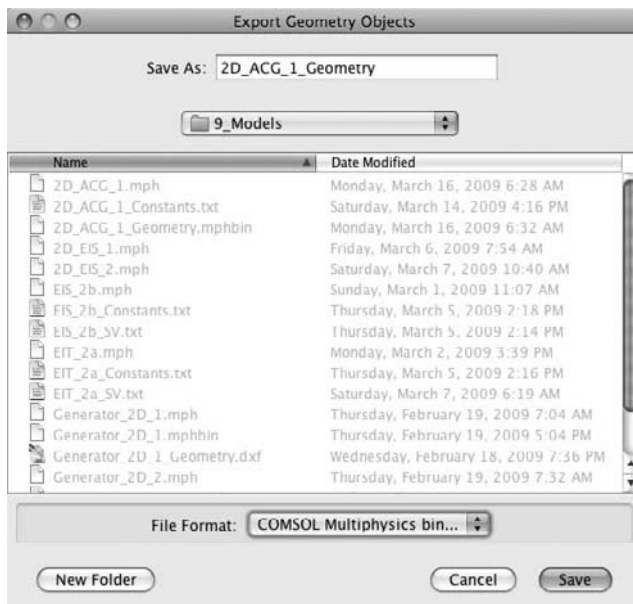 Export Geometry Objects
Save As: 2D_ACG_1_Geometry
9_Models
Name Date Modified
2D_ACG_1.mph Monday, March 16, 2009 6:28 AM
2D_ACG_1_Constants.txt Saturday, March 14, 2009 4:16 PM
2D_ACG_1_Geometry.mphbin Monday, March 16, 2009 6:32 AM
2D_EIS_1.mph Friday, March 6, 2009 7:54 AM
2D_EIS_2.mph Saturday, March 7, 2009 10:40 AM
EIS_2b.mph Sunday, March 1, 2009 11:07 AM
EIS_2b_Constants.txt Thursday, March 5, 2009 2:18 PM
EIS_2b_SV.txt Thursday, March 5, 2009 2:14 PM
EIT_2a.mph Monday, March 2, 2009 3:39 PM
EIT_2a_Constants.txt Thursday, March 5, 2009 2:16 PM
EIT_2a_SV.txt Saturday, March 7, 2009 6:19 AM
Generator_2D_1.mph Thursday, February 19, 2009 7:04 AM
Generator_2D_1.mphbin Thursday, February 19, 2009 5:04 PM
Generator_2D_1_Geometry.dxf Wednesday, February 18, 2009 7:36 PM
Generator_2D_2.mph Thursday, February 19, 2009 7:32 AM
File Format: COMSOL Multiphysics bin...
New Folder Cancel Save